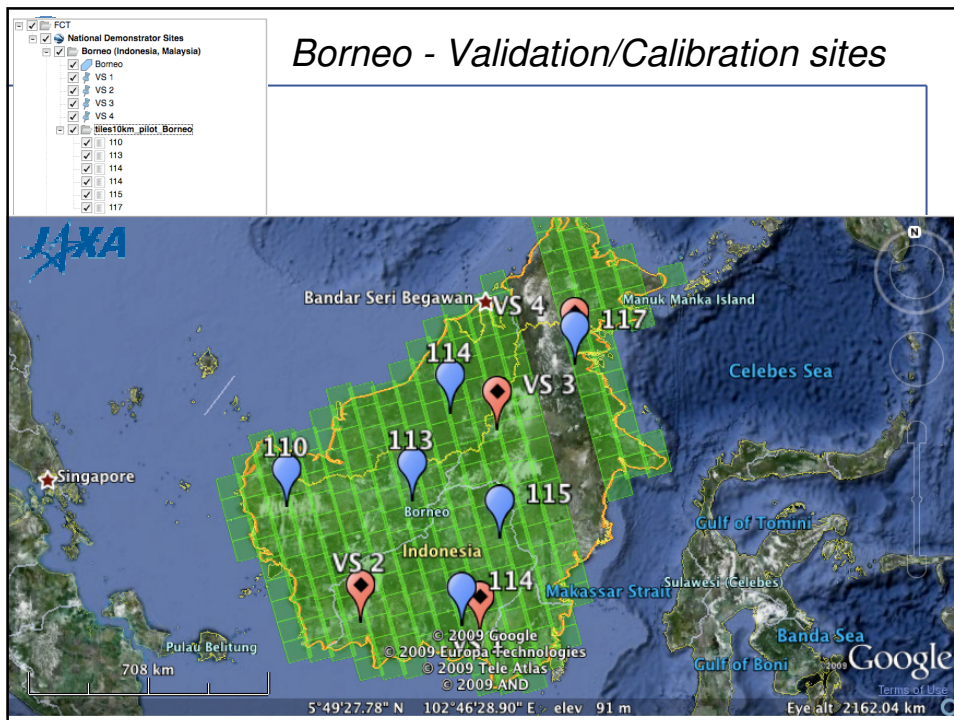 Borneo - Validation/Calibration sites
FCT
National Demonstrator Sites
Borneo (Indonesia, Malaysia)
Borneo
VS 1
VS 2
VS 3
VS 4
tiles10km_pilot_Borneo
110
113
114
114
115
117
JAXA
N
Bandar Seri Begawan
VS 4
Manuk Manka Island
117
114
VS 3
Celebes Sea
110
113
Singapore
115
Borneo
Gulf of Tomini
Indonesia
VS 2
114
Makassar Strait
Sulawesi (Celebes)
Pulau Belitung
VS 1
Banda Sea
© 2009 Google
© 2009 Europa Technologies
© 2009 Tele Atlas
© 2009 AND
Gulf of Boni
©2009 Google
708 km
Terms of Use
5°49'27.78" N 102°46'28.90" E elev 91 m
Eye alt 2162.04 km